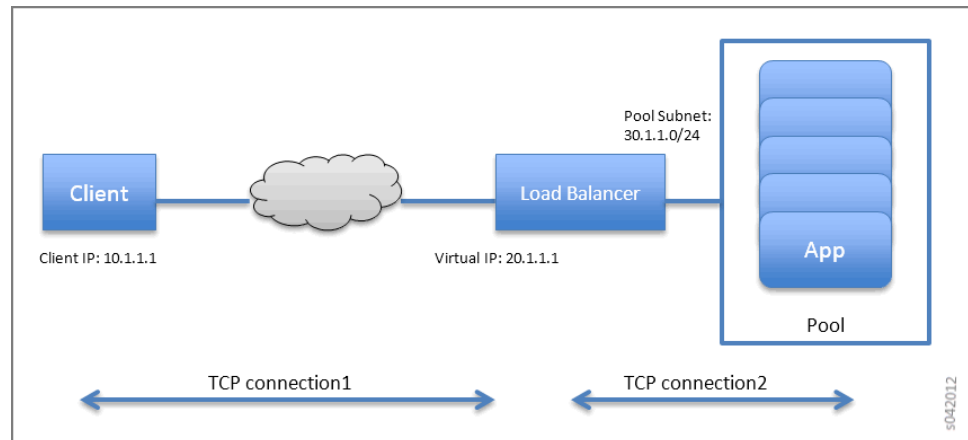 Pool Subnet:
30.1.1.0/24
Client
Load Balancer
App
Client IP: 10.1.1.1
Virtual IP: 20.1.1.1
Pool
TCP connection1
TCP connection2
s042012